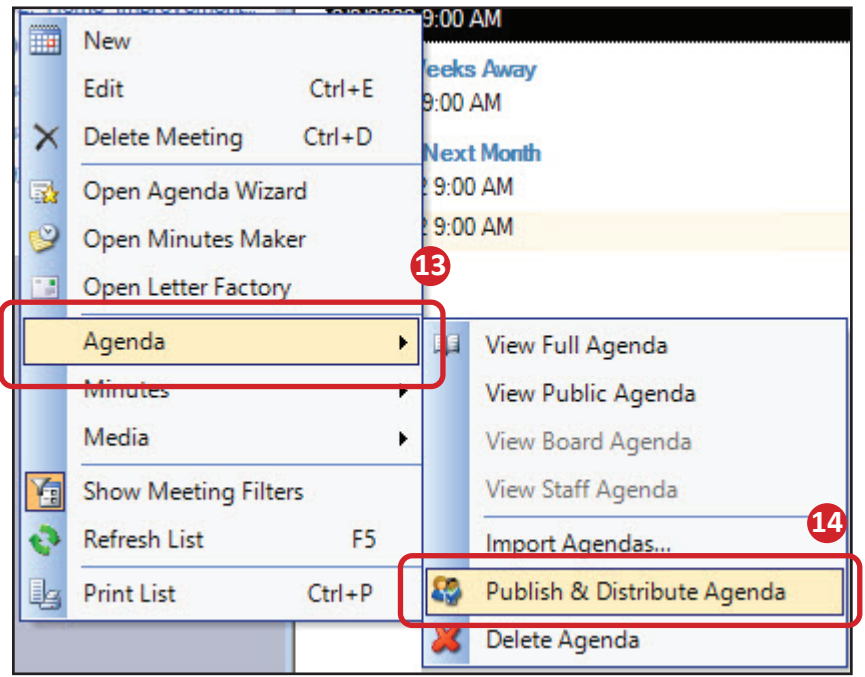 9:00 AM
New
Edit Ctrl+E
Delete Meeting Ctrl+D
Open Agenda Wizard
Open Minutes Maker
Open Letter Factory
Agenda
Minutes
Media
Show Meeting Filters
Refresh List F5
Print List Ctrl+P
Away
9:00 AM
Next Month
9:00 AM
9:00 AM
13
View Full Agenda
View Public Agenda
View Board Agenda
View Staff Agenda
14
Import Agendas...
Publish & Distribute Agenda
Delete Agenda